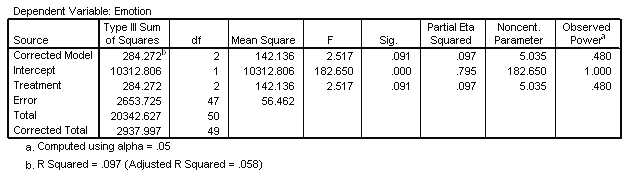 Dependent Variable: Emotion
Source Type III Sum of Squares df Mean Square F Sig. Partial Eta Squared Noncent. Parameter Observed Powerᵃ
Corrected Model 284.272ᵇ 2 142.136 2.517 .091 .097 5.035 .480
Intercept 10312.806 1 10312.806 182.650 .000 .795 182.650 1.000
Treatment 284.272 2 142.136 2.517 .091 .097 5.035 .480
Error 2653.725 47 56.462
Total 20342.627 50
Corrected Total 2937.997 49
a. Computed using alpha = .05
b. R Squared = .097 (Adjusted R Squared = .058)